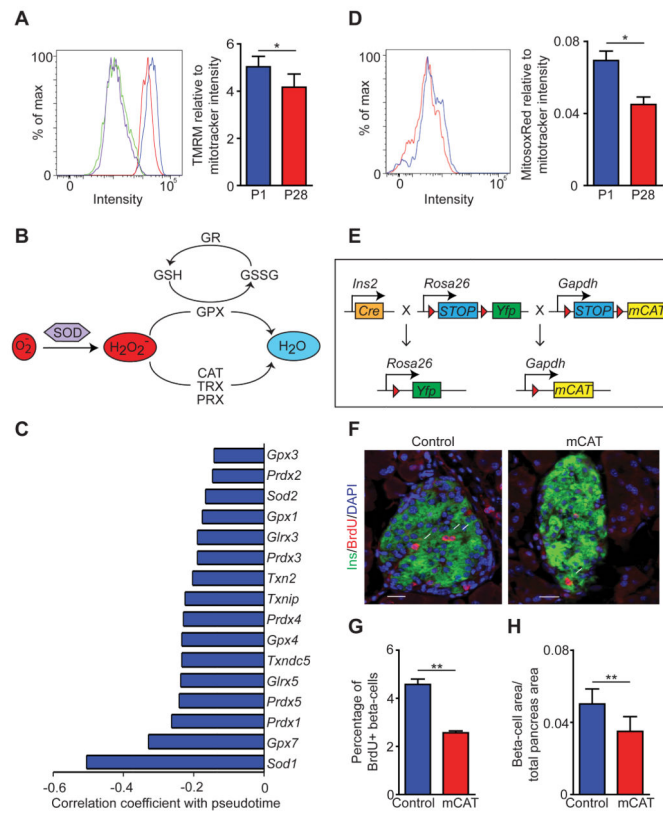 A
100
% of max
0
0
10⁵
Intensity
TMRM relative to
mitotracker intensity
6
4
2
0
*
P1 P28
D
100
% of max
0
0
10⁵
Intensity
MitosoxRed relative to
mitotracker intensity
0.08
0.04
0
*
P1 P28
B
GR
GSH GSSG
GPX
SOD
O₂⁻
H₂O₂⁻
H₂O
CAT
TRX
PRX
E
Ins2 Rosa26 Gapdh
Cre X STOP Yfp X STOP mCAT
Rosa26 Gapdh
Yfp mCAT
C
Gpx3
Prdx2
Sod2
Gpx1
Glrx3
Prdx3
Txn2
Txnip
Prdx4
Gpx4
Txndc5
Glrx5
Prdx5
Prdx1
Gpx7
Sod1
-0.6 -0.4 -0.2 0
Correlation coefficient with pseudotime
F
Control mCAT
Ins/BrdU/DAPI
G
Percentage of
BrdU+ beta-cells
6
4
2
0
**
Control mCAT
H
Beta-cell area/
total pancreas area
0.08
0.04
0
**
Control mCAT